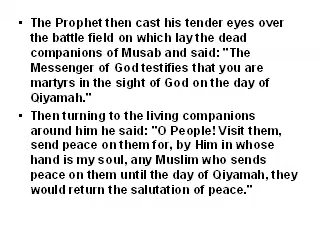 • The Prophet then cast his tender eyes over
the battle field on which lay the dead
companions of Musab and said: "The
Messenger of God testifies that you are
martyrs in the sight of God on the day of
Qiyamah."
• Then turning to the living companions
around him he said: "O People! Visit them,
send peace on them for, by Him in whose
hand is my soul, any Muslim who sends
peace on them until the day of Qiyamah, they
would return the salutation of peace."